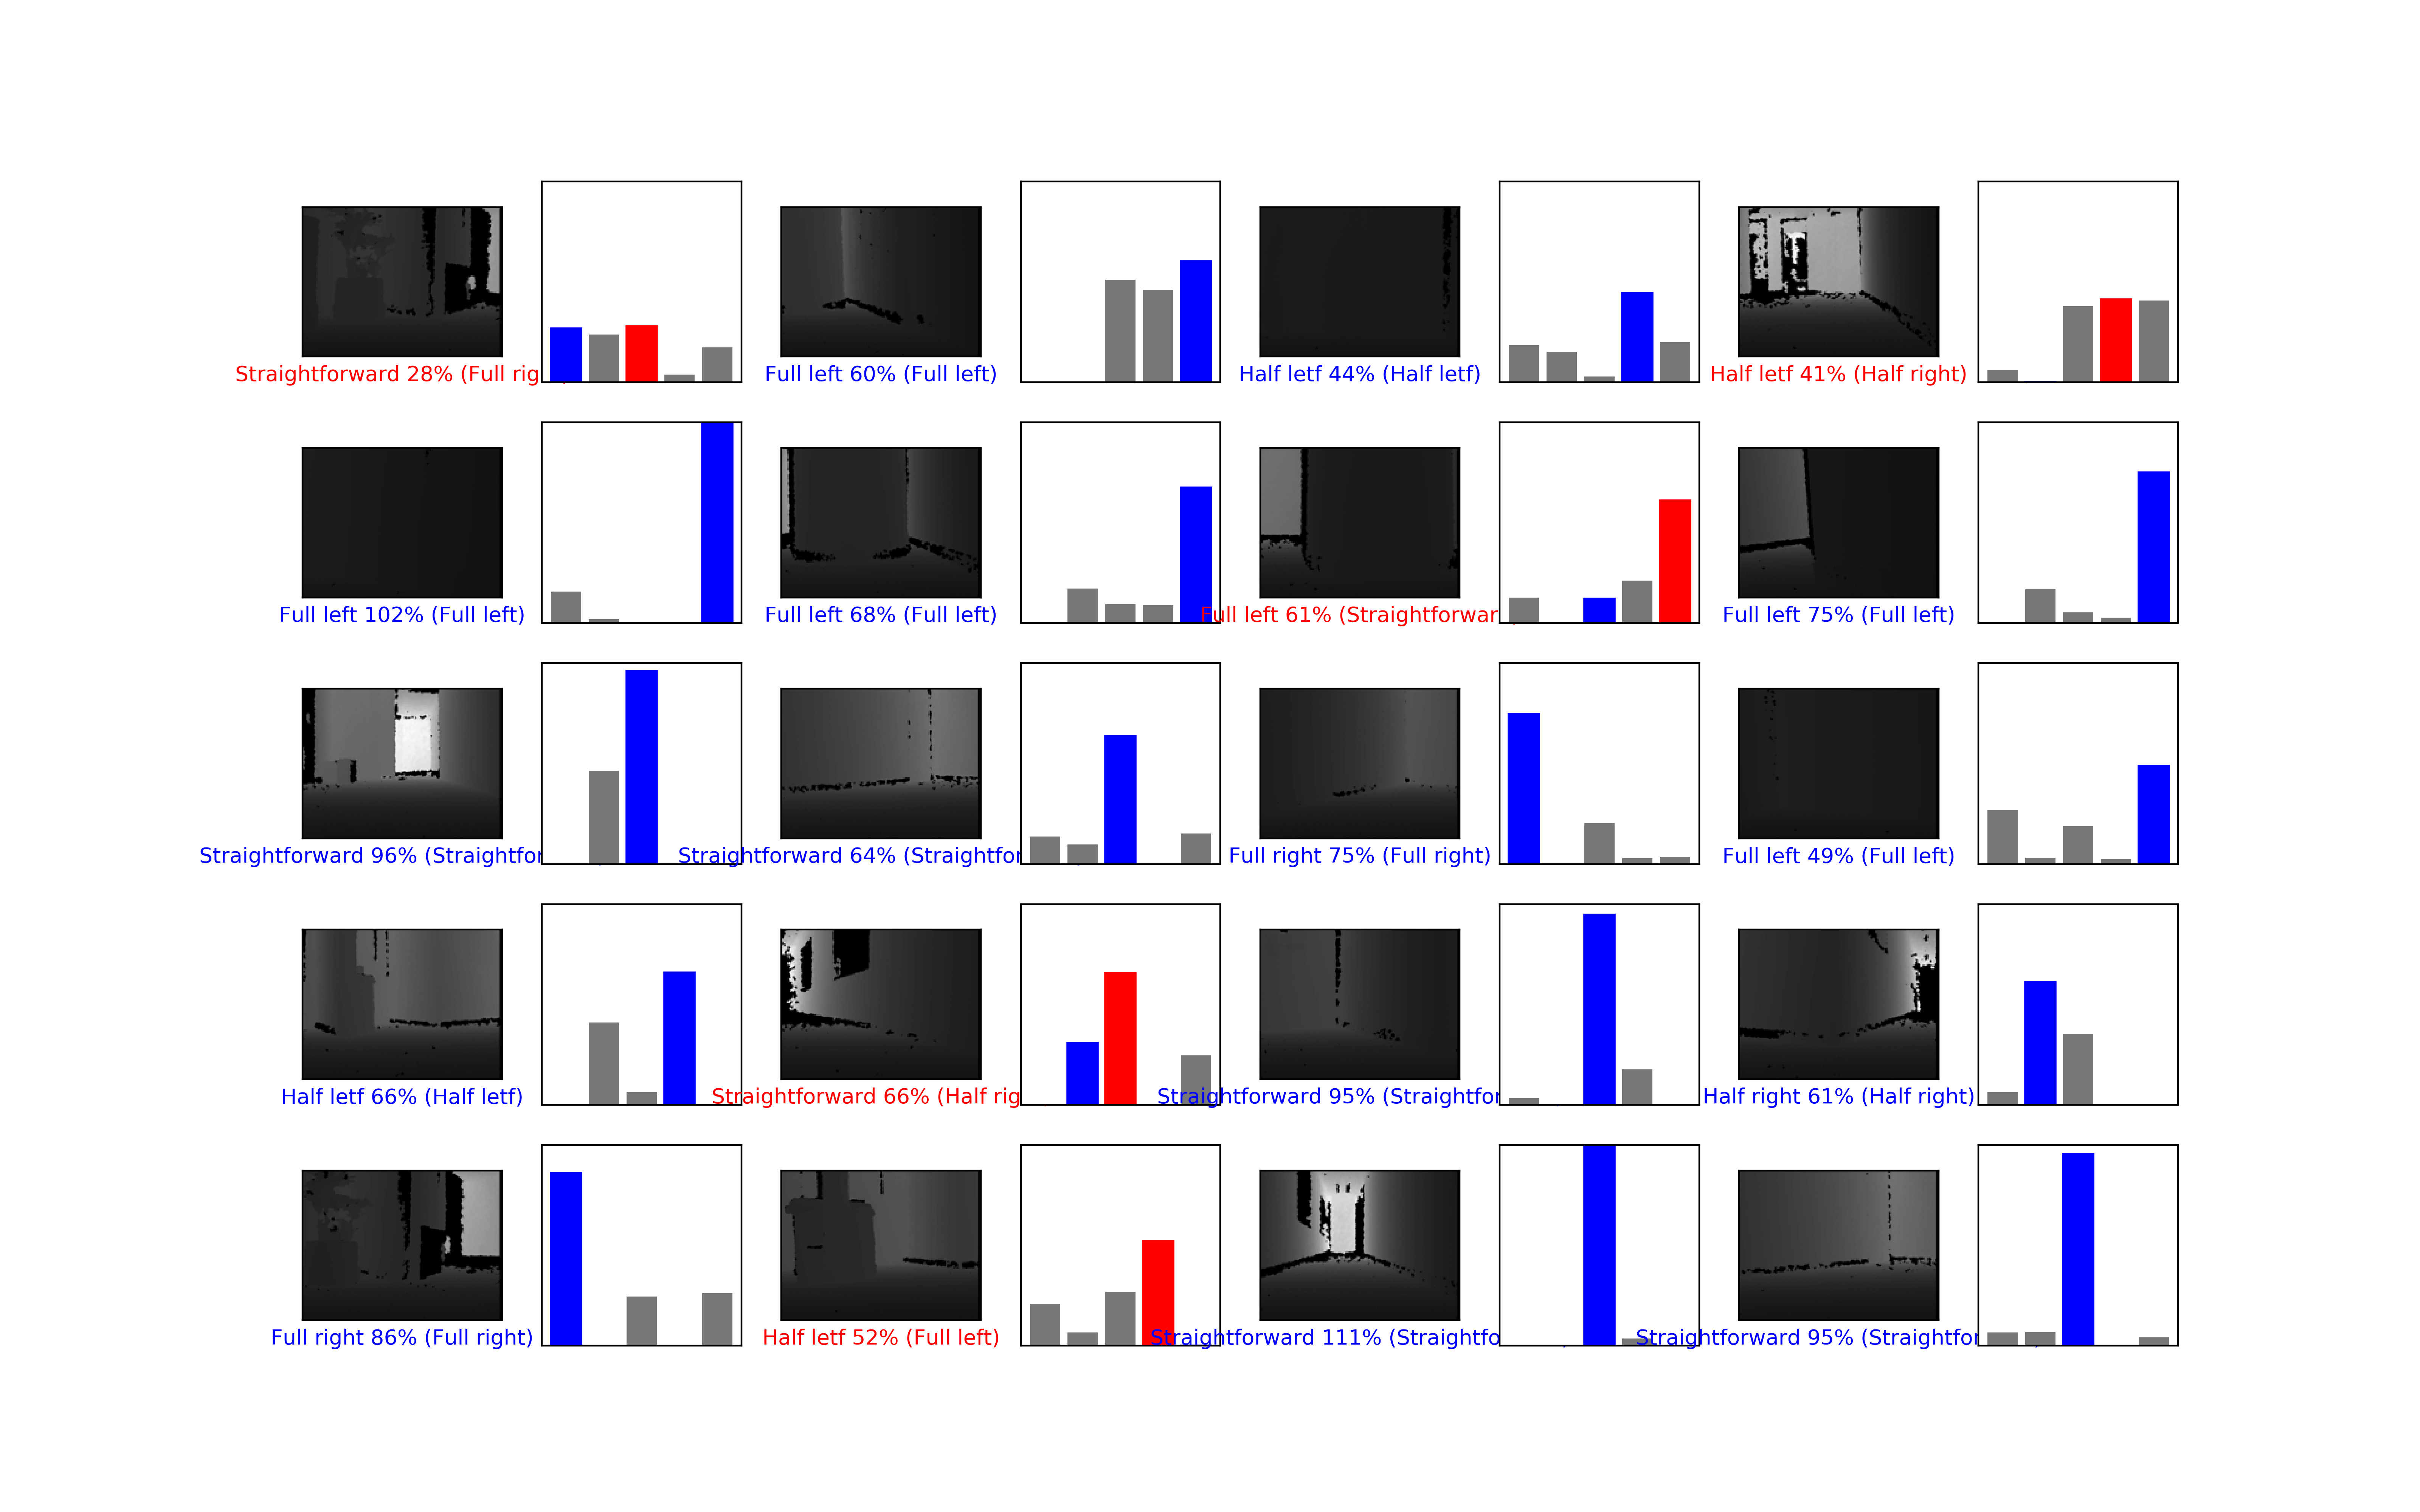 Straightforward 28% (Full rig
Full left 60% (Full left)
Half letf 44% (Half letf)
Half letf 41% (Half right)
Full left 102% (Full left)
Full left 68% (Full left)
Full left 61% (Straightforwar
Full left 75% (Full left)
Straightforward 96% (Straightfor
Straightforward 64% (Straightfor
Full right 75% (Full right)
Full left 49% (Full left)
Half letf 66% (Half letf)
Straightforward 66% (Half rig
Straightforward 95% (Straightfor
Half right 61% (Half right)
Full right 86% (Full right)
Half letf 52% (Full left)
Straightforward 111% (Straightfo
Straightforward 95% (Straightfor